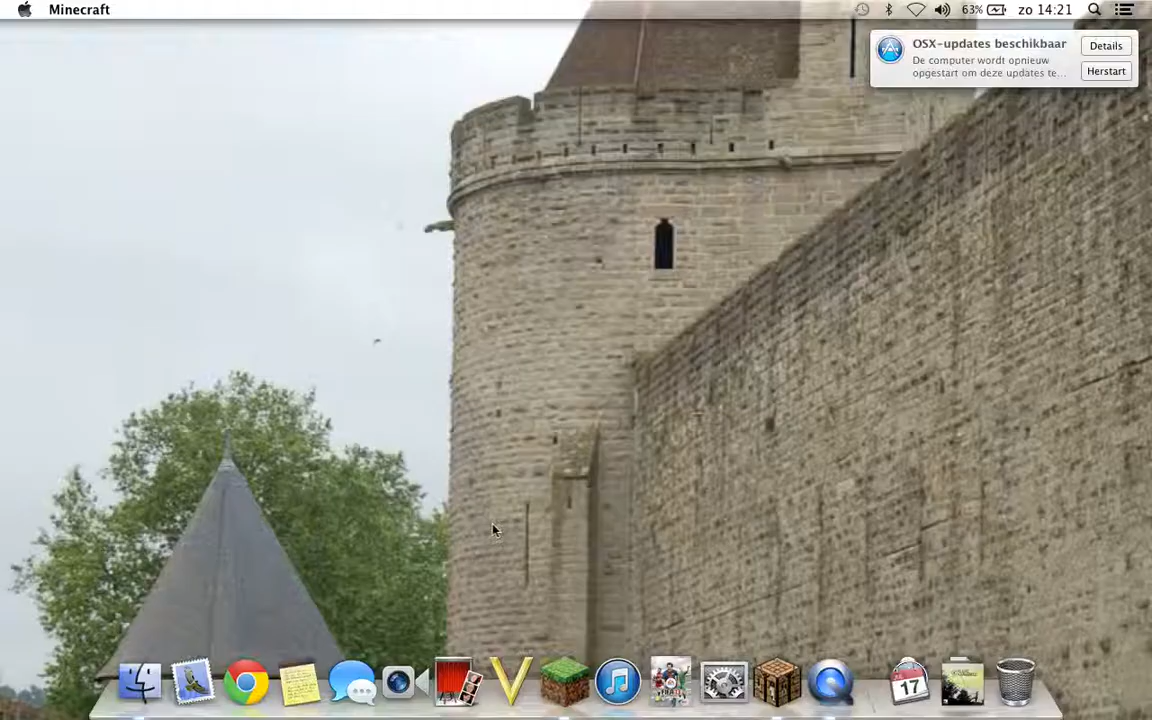 Minecraft
63%
zo 14:21
OSX-updates beschikbaar
De computer wordt opnieuw
opgestart om deze updates te...
Details
Herstart
17